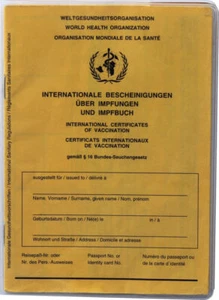 WELTGESUNDHEITSORGANISATION
WORLD HEALTH ORGANIZATION
ORGANISATION MONDIALE DE LA SANTÉ
INTERNATIONALE BESCHEINIGUNGEN
ÜBER IMPFUNGEN
UND IMPFBUCH
INTERNATIONAL CERTIFICATES
OF VACCINATION
CERTIFICATS INTERNATIONAUX
DE VACCINATION
gemäß § 16 Bundes-Seuchengesetz
ausgestellt für / issued to / délivré à
Name, Vorname / Surname, given name / Nom, prénom
Geburtsdatum / Born on / Né(e) le
in / à
Wohnort und Straße / Address / Domicile et adresse
Reisepaß-Nr. oder
Nr. des Pers.-Ausweises
Passport No. or
Identity card No.
Numéro du passeport ou
de la carte d'identité